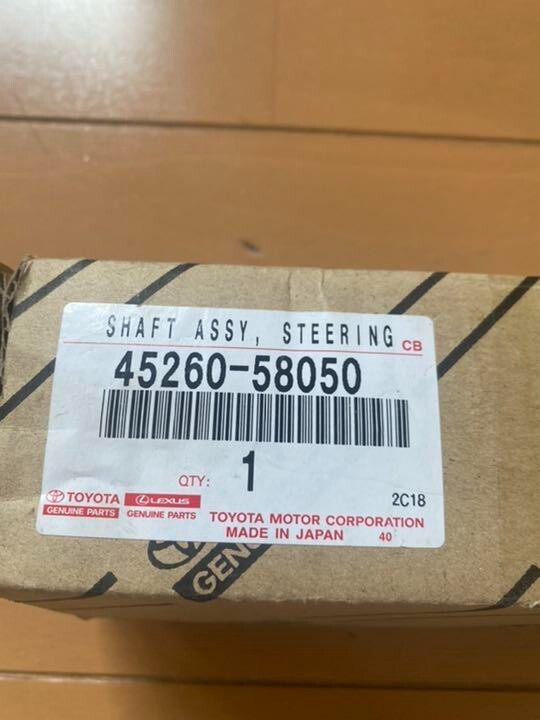 SHAFT ASSY, STEERING CB
45260-58050
QTY: 1
2C18
TOYOTA LEXUS
GENUINE PARTS GENUINE PARTS
TOYOTA MOTOR CORPORATION
MADE IN JAPAN 40
GEN